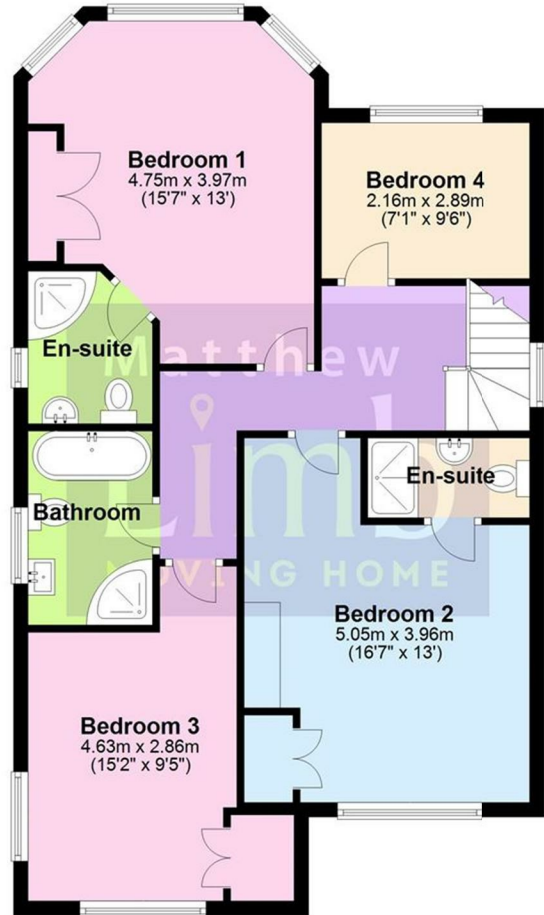 Bedroom 1
4.75m x 3.97m
(15'7" x 13')
Bedroom 4
2.16m x 2.89m
(7'1" x 9'6")
En-suite
Matthew
Limb
MOVING HOME
En-suite
Bathroom
Bedroom 2
5.05m x 3.96m
(16'7" x 13')
Bedroom 3
4.63m x 2.86m
(15'2" x 9'5")